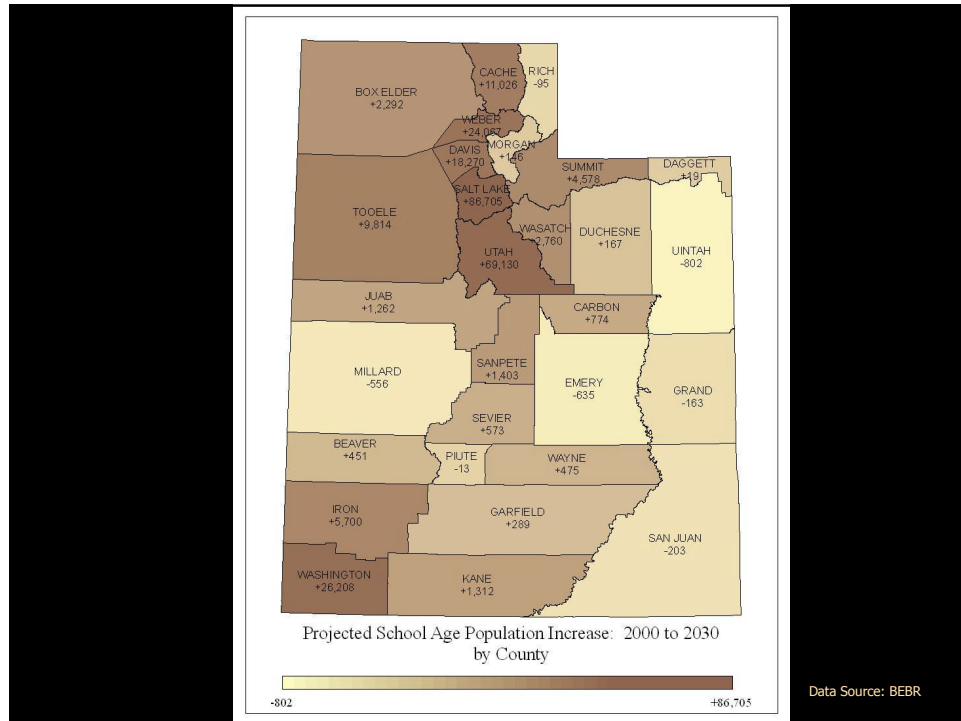 CACHE
+11,026
RICH
-95
BOX ELDER
+2,292
WEBER
+24,067
MORGAN
+146
DAVIS
+18,270
SUMMIT
+4,578
DAGGETT
+19
SALT LAKE
+86,705
TOOELE
+9,814
WASATCH
+2,760
DUCHESNE
+167
UINTAH
-802
UTAH
+69,130
JUAB
+1,262
CARBON
+774
MILLARD
-556
SANPETE
+1,403
EMERY
-635
GRAND
-163
SEVIER
+573
BEAVER
+451
PIUTE
-13
WAYNE
+475
IRON
+5,700
GARFIELD
+289
SAN JUAN
-203
WASHINGTON
+26,208
KANE
+1,312
Projected School Age Population Increase: 2000 to 2030
by County
-802
+86,705
Data Source: BEBR